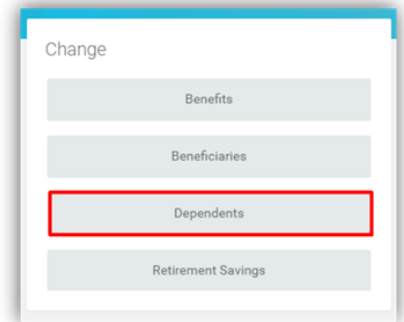 Change
Benefits
Beneficiaries
Dependents
Retirement Savings